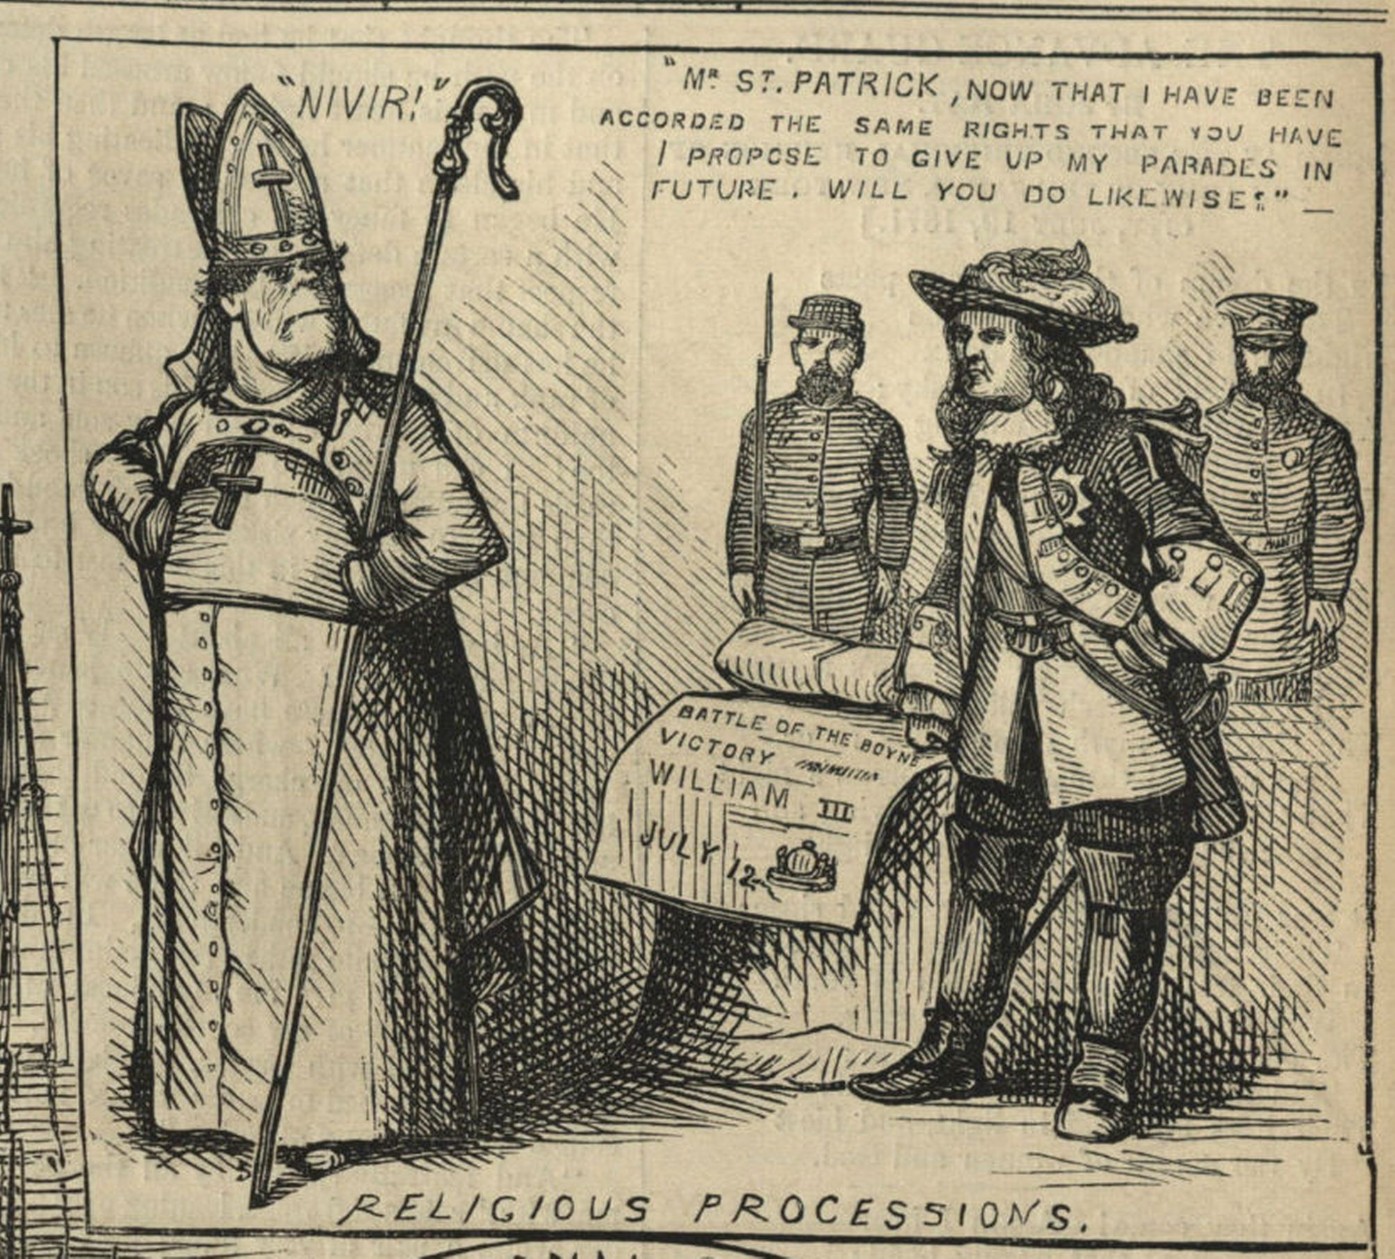 "NIVIR!"
"MR. ST. PATRICK, NOW THAT I HAVE BEEN
ACCORDED THE SAME RIGHTS THAT YOU HAVE
I PROPOSE TO GIVE UP MY PARADES IN
FUTURE. WILL YOU DO LIKEWISE?" —
BATTLE OF THE BOYNE
VICTORY
WILLIAM III
JULY 12
RELIGIOUS PROCESSIONS.